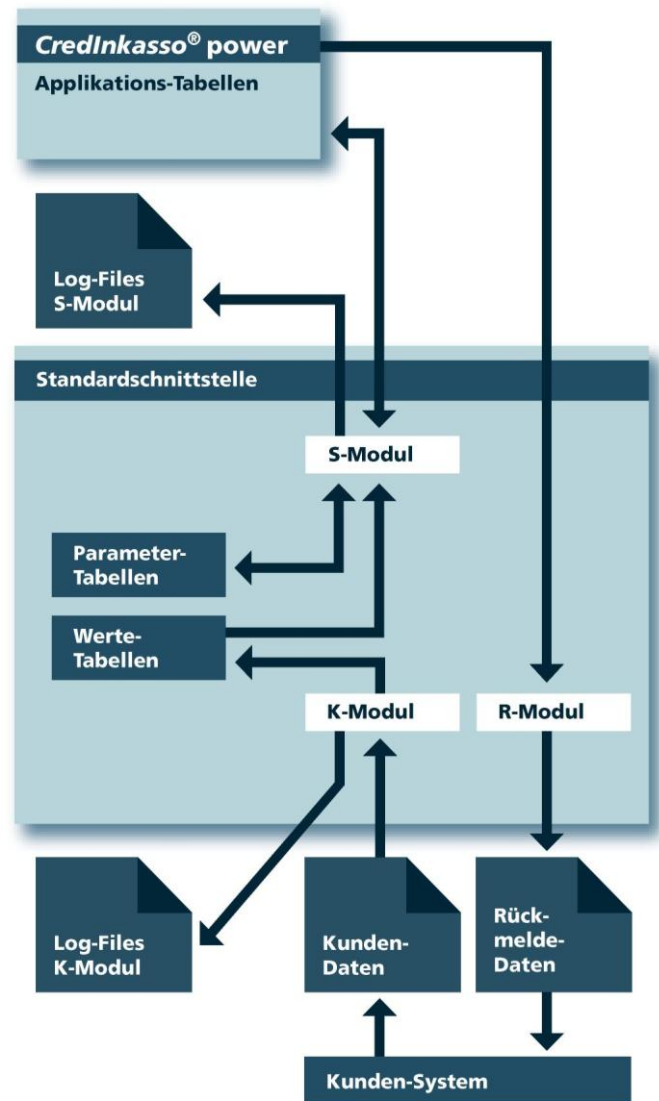 CredInkasso® power
Applikations-Tabellen
Log-Files
S-Modul
Standardschnittstelle
S-Modul
Parameter-
Tabellen
Werte-
Tabellen
K-Modul
R-Modul
Log-Files
K-Modul
Kunden-
Daten
Rück-
melde-
Daten
Kunden-System